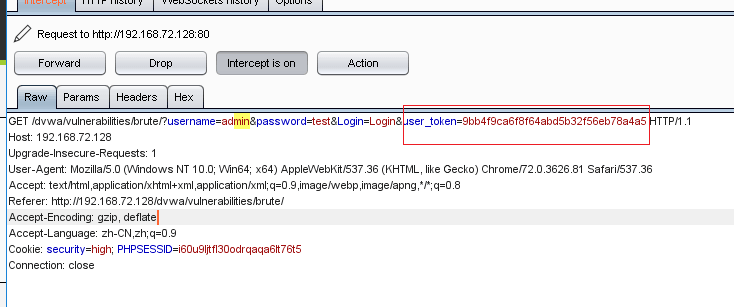 Intercept HTTP history WebSockets history Options
Request to http://192.168.72.128:80
Forward Drop Intercept is on Action
Raw Params Headers Hex
GET /dvwa/vulnerabilities/brute/?username=admin&password=test&Login=Login&user_token=9bb4f9ca6f8f64abd5b32f56eb78a4a5 HTTP/1.1
Host: 192.168.72.128
Upgrade-Insecure-Requests: 1
User-Agent: Mozilla/5.0 (Windows NT 10.0; Win64; x64) AppleWebKit/537.36 (KHTML, like Gecko) Chrome/72.0.3626.81 Safari/537.36
Accept: text/html,application/xhtml+xml,application/xml;q=0.9,image/webp,image/apng,*/*;q=0.8
Referer: http://192.168.72.128/dvwa/vulnerabilities/brute/
Accept-Encoding: gzip, deflate
Accept-Language: zh-CN,zh;q=0.9
Cookie: security=high; PHPSESSID=i60u9ljtfl30odrqaqa6lt76t5
Connection: close